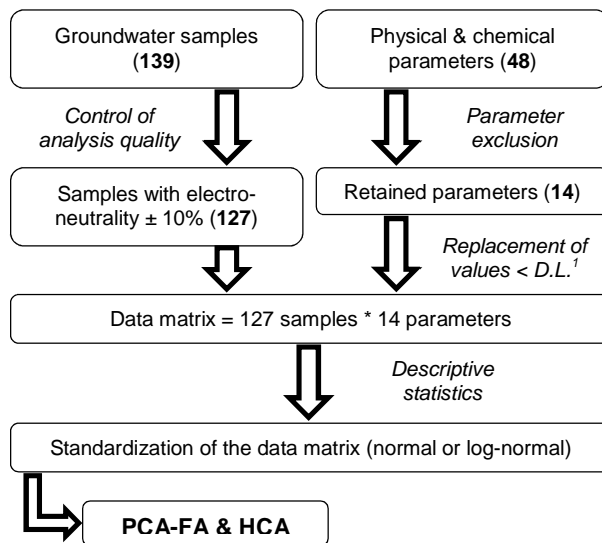 Groundwater samples
(139)
Physical & chemical
parameters (48)
Control of
analysis quality
Parameter
exclusion
Samples with electro-
neutrality ± 10% (127)
Retained parameters (14)
Replacement of
values < D.L.¹
Data matrix = 127 samples * 14 parameters
Descriptive
statistics
Standardization of the data matrix (normal or log-normal)
PCA-FA & HCA